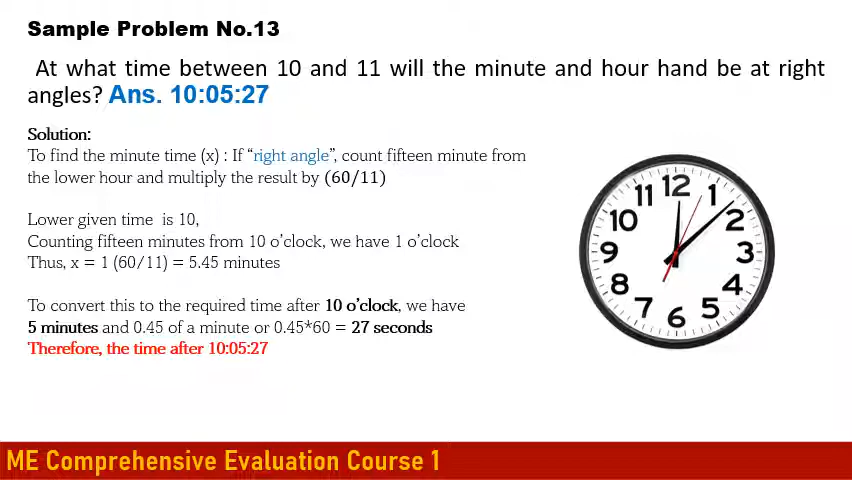 Sample Problem No.13
At what time between 10 and 11 will the minute and hour hand be at right
angles? Ans. 10:05:27
Solution:
To find the minute time (x) : If “right angle”, count fifteen minute from
the lower hour and multiply the result by (60/11)
Lower given time is 10,
Counting fifteen minutes from 10 o’clock, we have 1 o’clock
Thus, x = 1 (60/11) = 5.45 minutes
To convert this to the required time after 10 o’clock, we have
5 minutes and 0.45 of a minute or 0.45*60 = 27 seconds
Therefore, the time after 10:05:27
12
11 1
10 2
9 3
8 4
7 5
6
ME Comprehensive Evaluation Course 1